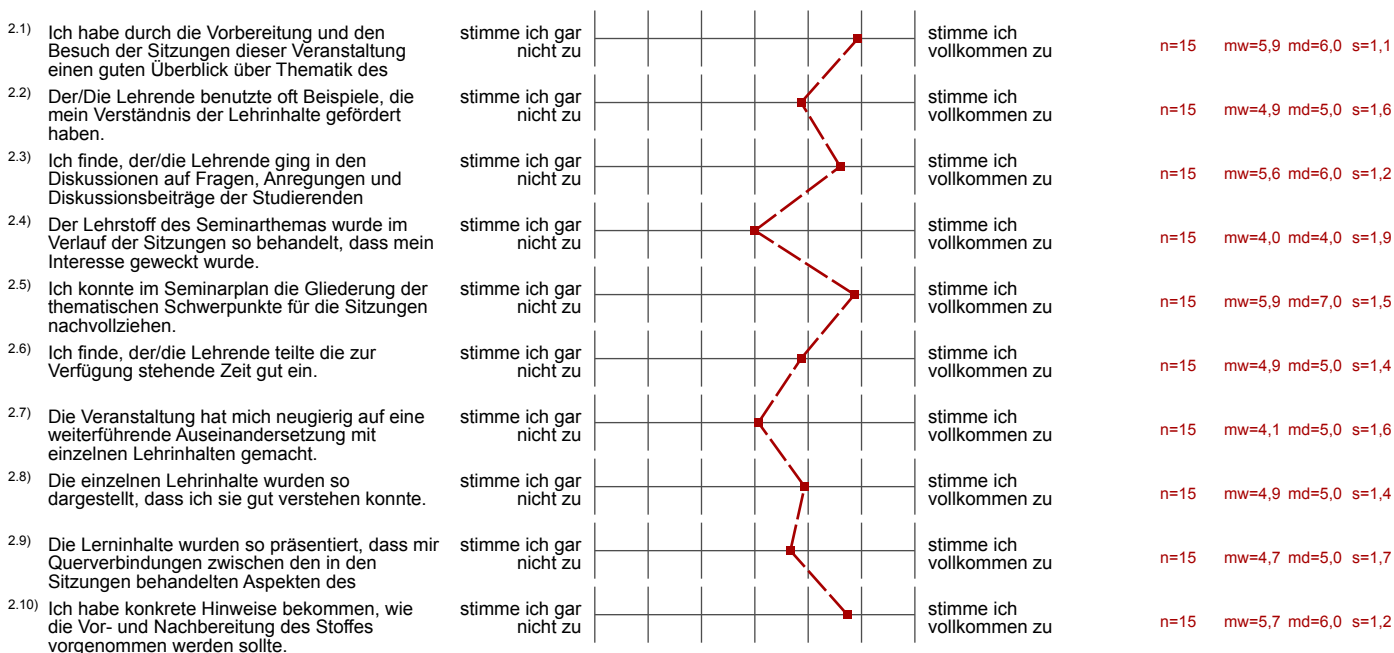 2.1) Ich habe durch die Vorbereitung und den
Besuch der Sitzungen dieser Veranstaltung
einen guten Überblick über Thematik des
stimme ich gar
nicht zu
stimme ich
vollkommen zu
n=15 mw=5,9 md=6,0 s=1,1
2.2) Der/Die Lehrende benutzte oft Beispiele, die
mein Verständnis der Lehrinhalte gefördert
haben.
stimme ich gar
nicht zu
stimme ich
vollkommen zu
n=15 mw=4,9 md=5,0 s=1,6
2.3) Ich finde, der/die Lehrende ging in den
Diskussionen auf Fragen, Anregungen und
Diskussionsbeiträge der Studierenden
stimme ich gar
nicht zu
stimme ich
vollkommen zu
n=15 mw=5,6 md=6,0 s=1,2
2.4) Der Lehrstoff des Seminarthemas wurde im
Verlauf der Sitzungen so behandelt, dass mein
Interesse geweckt wurde.
stimme ich gar
nicht zu
stimme ich
vollkommen zu
n=15 mw=4,0 md=4,0 s=1,9
2.5) Ich konnte im Seminarplan die Gliederung der
thematischen Schwerpunkte für die Sitzungen
nachvollziehen.
stimme ich gar
nicht zu
stimme ich
vollkommen zu
n=15 mw=5,9 md=7,0 s=1,5
2.6) Ich finde, der/die Lehrende teilte die zur
Verfügung stehende Zeit gut ein.
stimme ich gar
nicht zu
stimme ich
vollkommen zu
n=15 mw=4,9 md=5,0 s=1,4
2.7) Die Veranstaltung hat mich neugierig auf eine
weiterführende Auseinandersetzung mit
einzelnen Lehrinhalten gemacht.
stimme ich gar
nicht zu
stimme ich
vollkommen zu
n=15 mw=4,1 md=5,0 s=1,6
2.8) Die einzelnen Lehrinhalte wurden so
dargestellt, dass ich sie gut verstehen konnte.
stimme ich gar
nicht zu
stimme ich
vollkommen zu
n=15 mw=4,9 md=5,0 s=1,4
2.9) Die Lerninhalte wurden so präsentiert, dass mir
Querverbindungen zwischen den in den
Sitzungen behandelten Aspekten des
stimme ich gar
nicht zu
stimme ich
vollkommen zu
n=15 mw=4,7 md=5,0 s=1,7
2.10) Ich habe konkrete Hinweise bekommen, wie
die Vor- und Nachbereitung des Stoffes
vorgenommen werden sollte.
stimme ich gar
nicht zu
stimme ich
vollkommen zu
n=15 mw=5,7 md=6,0 s=1,2